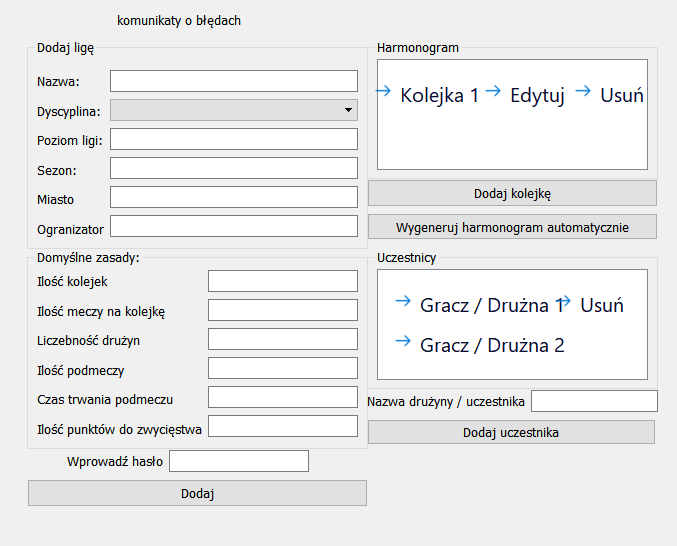 komunikaty o błędach
Dodaj ligę
Nazwa:
Dyscyplina:
Poziom ligi:
Sezon:
Miasto
Ogranizator
Domyślne zasady:
Ilość kolejek
Ilość meczy na kolejkę
Liczebność drużyn
Ilość podmeczy
Czas trwania podmeczu
Ilość punktów do zwycięstwa
Wprowadź hasło
Dodaj
Harmonogram
→ Kolejka 1 → Edytuj → Usuń
Dodaj kolejkę
Wygeneruj harmonogram automatycznie
Uczestnicy
→ Gracz / Drużna 1 → Usuń
→ Gracz / Drużna 2
Nazwa drużyny / uczestnika
Dodaj uczestnika